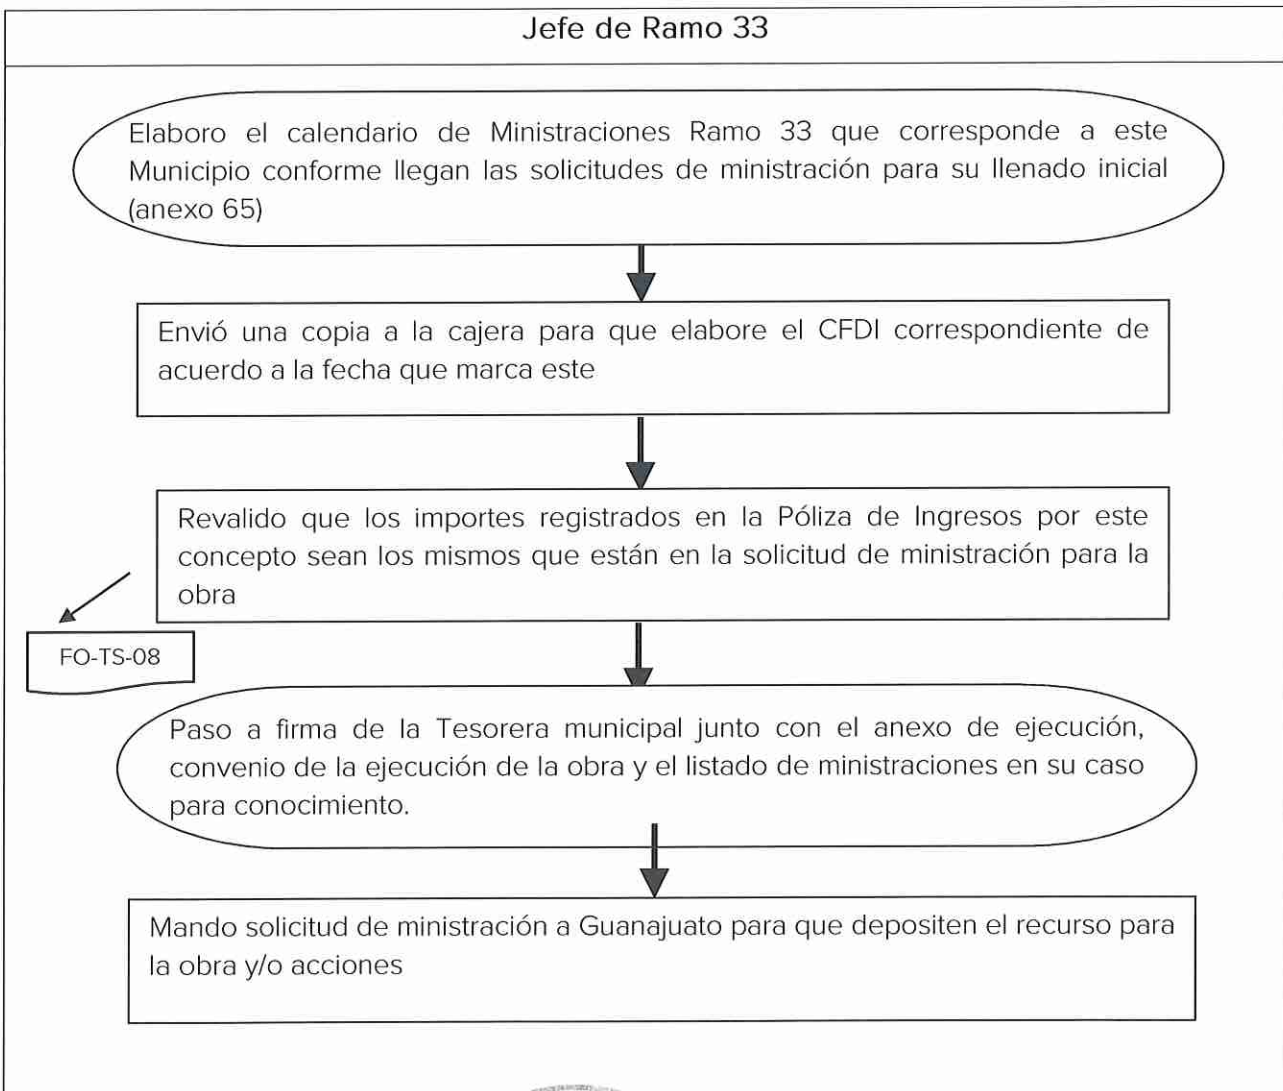 Jefe de Ramo 33
Elaboro el calendario de Ministraciones Ramo 33 que corresponde a este
Municipio conforme llegan las solicitudes de ministración para su llenado inicial
(anexo 65)
Envió una copia a la cajera para que elabore el CFDI correspondiente de
acuerdo a la fecha que marca este
Revalido que los importes registrados en la Póliza de Ingresos por este
concepto sean los mismos que están en la solicitud de ministración para la
obra
FO-TS-08
Paso a firma de la Tesorera municipal junto con el anexo de ejecución,
convenio de la ejecución de la obra y el listado de ministraciones en su caso
para conocimiento.
Mando solicitud de ministración a Guanajuato para que depositen el recurso para
la obra y/o acciones